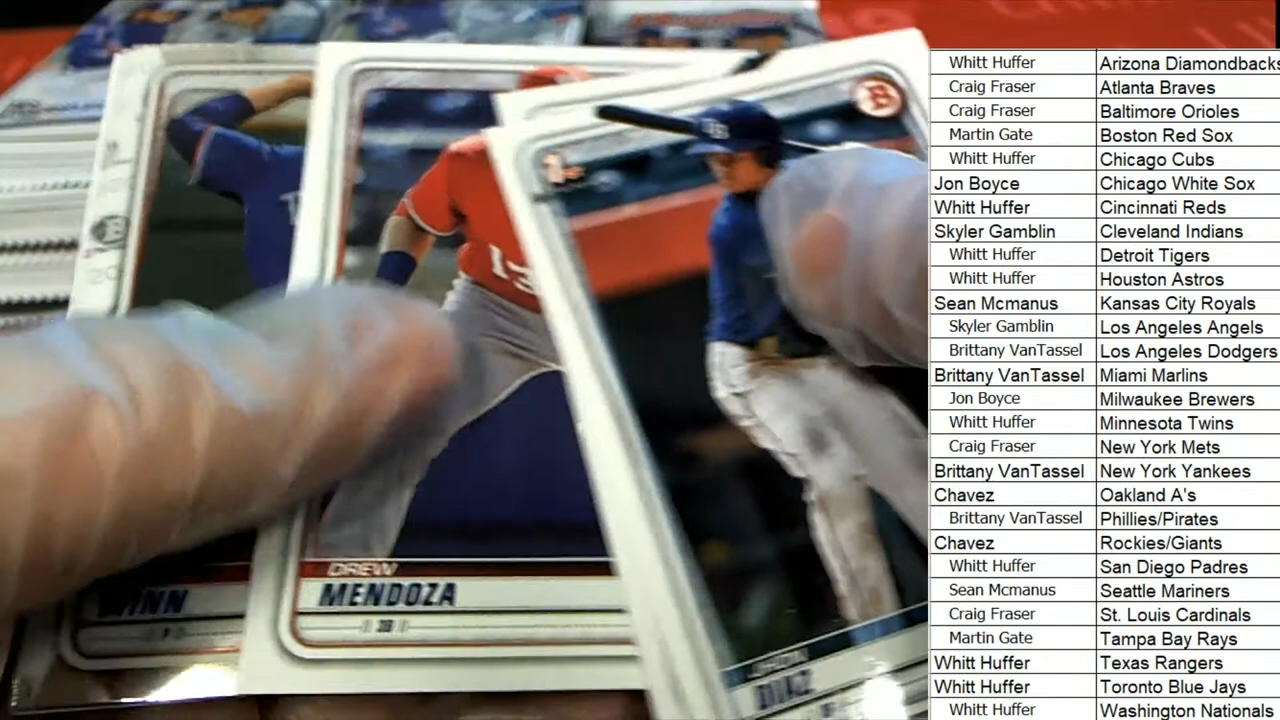 Whitt Huffer Arizona Diamondbacks
Craig Fraser Atlanta Braves
Craig Fraser Baltimore Orioles
Martin Gate Boston Red Sox
Whitt Huffer Chicago Cubs
Jon Boyce Chicago White Sox
Whitt Huffer Cincinnati Reds
Skyler Gamblin Cleveland Indians
Whitt Huffer Detroit Tigers
Whitt Huffer Houston Astros
Sean Mcmanus Kansas City Royals
Skyler Gamblin Los Angeles Angels
Brittany VanTassel Los Angeles Dodgers
Brittany VanTassel Miami Marlins
Jon Boyce Milwaukee Brewers
Whitt Huffer Minnesota Twins
Craig Fraser New York Mets
Brittany VanTassel New York Yankees
Chavez Oakland A's
Brittany VanTassel Phillies/Pirates
Chavez Rockies/Giants
Whitt Huffer San Diego Padres
Sean Mcmanus Seattle Mariners
Craig Fraser St. Louis Cardinals
Martin Gate Tampa Bay Rays
Whitt Huffer Texas Rangers
Whitt Huffer Toronto Blue Jays
Whitt Huffer Washington Nationals
DREW
MENDOZA
3B
JHON
DIAZ